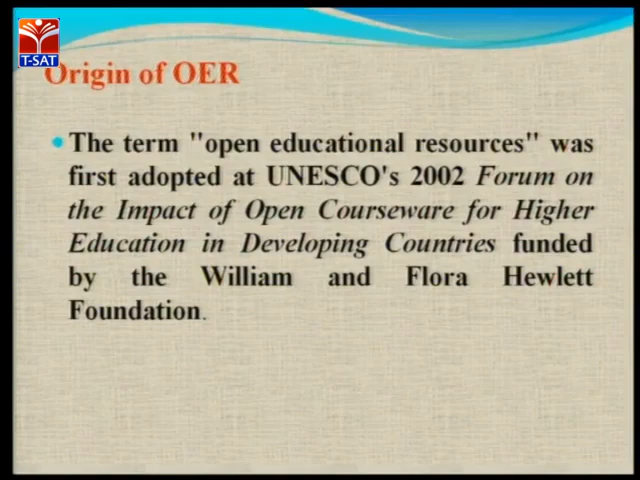 T-SAT
Origin of OER
The term "open educational resources" was
first adopted at UNESCO's 2002 Forum on
the Impact of Open Courseware for Higher
Education in Developing Countries funded
by the William and Flora Hewlett
Foundation.